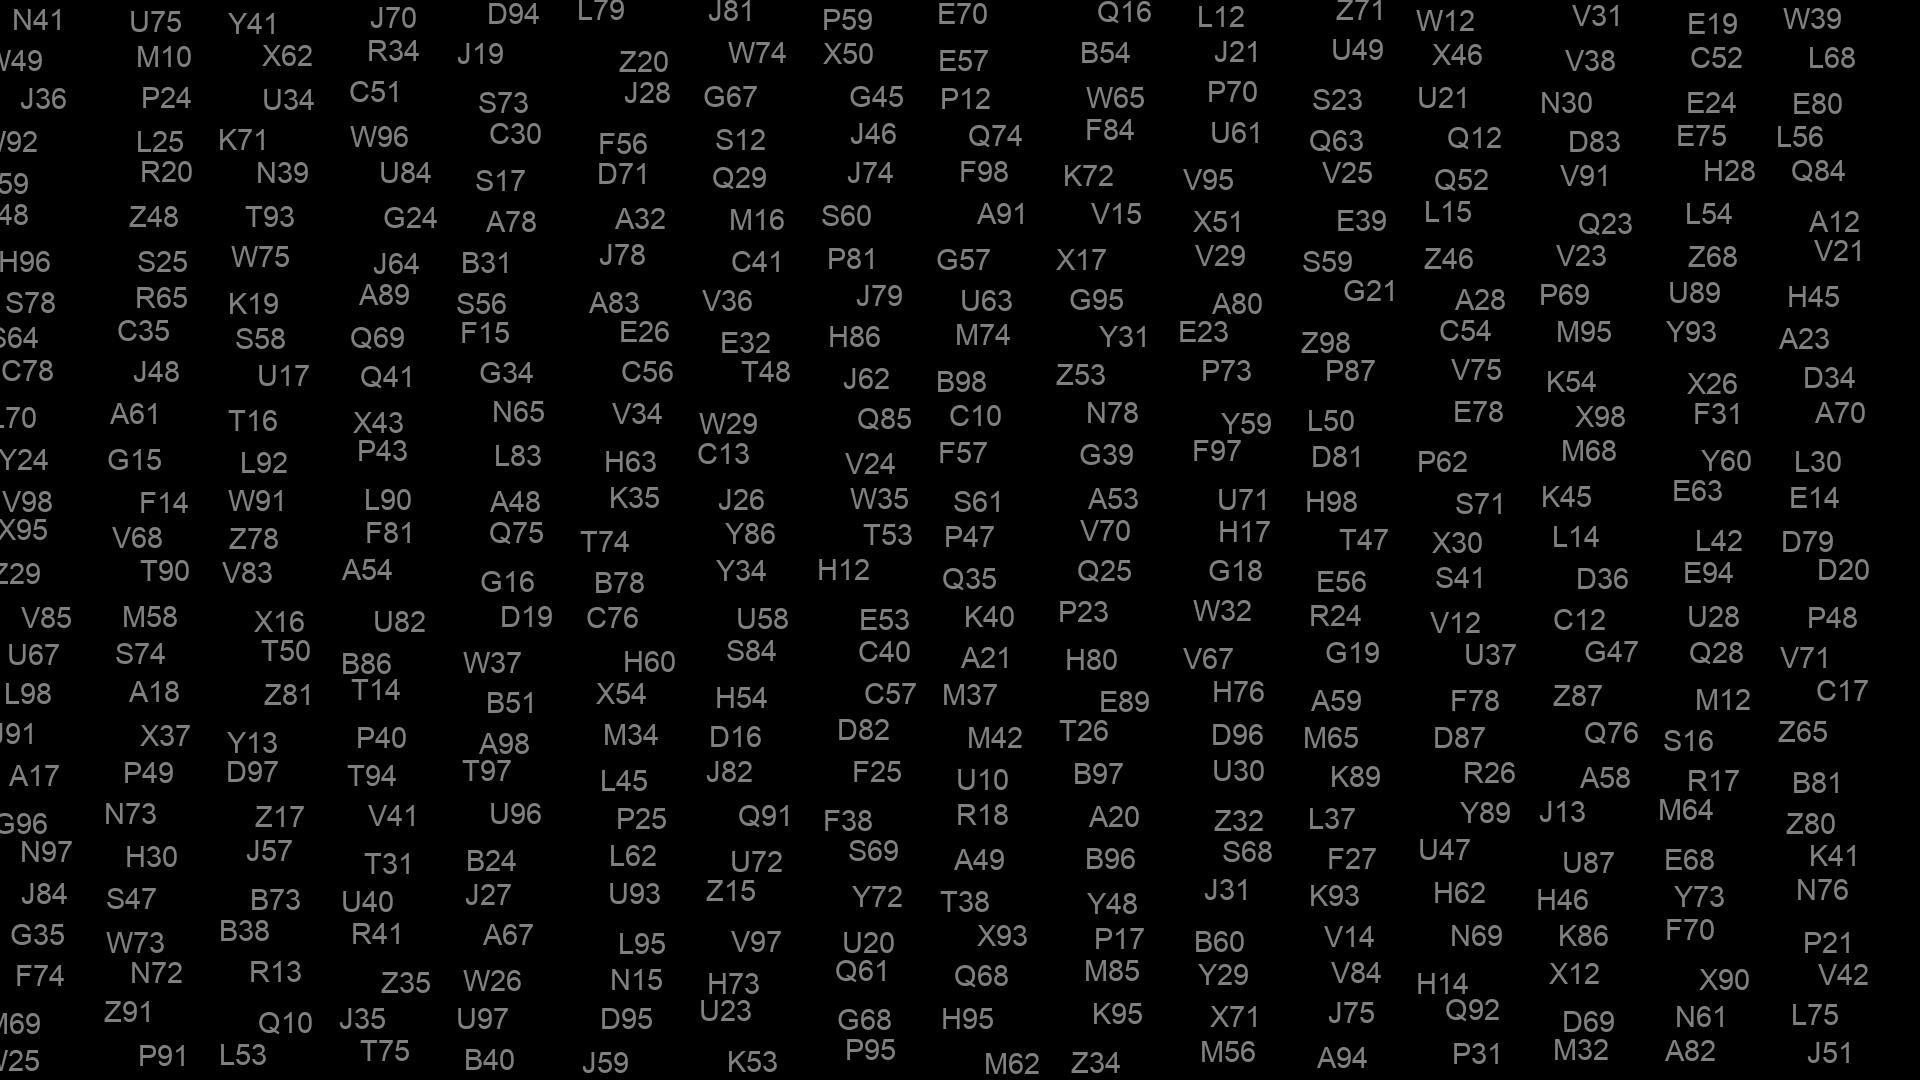 N41 U75 Y41 J70 D94 L79 J81 P59 E70 Q16 L12 Z71 W12 V31 E19 W39
W49 M10 X62 R34 J19 Z20 W74 X50 E57 B54 J21 U49 X46 V38 C52 L68
J36 P24 U34 C51 S73 J28 G67 G45 P12 W65 P70 S23 U21 N30 E24 E80
L25 K71 W96 C30 F56 S12 J46 Q74 F84 U61 Q63 Q12 D83 E75 L56
R20 N39 U84 S17 D71 Q29 J74 F98 K72 V95 V25 Q52 V91 H28 Q84
Z48 T93 G24 A78 A32 M16 S60 A91 V15 X51 E39 L15 Q23 L54 A12
H96 S25 W75 J64 B31 J78 C41 P81 G57 X17 V29 S59 Z46 V23 Z68 V21
S78 R65 K19 A89 S56 A83 V36 J79 U63 G95 A80 G21 A28 P69 U89 H45
S64 C35 S58 Q69 F15 E26 E32 H86 M74 Y31 E23 Z98 C54 M95 Y93 A23
C78 J48 U17 Q41 G34 C56 T48 J62 B98 Z53 P73 P87 V75 K54 X26 D34
L70 A61 T16 X43 N65 V34 W29 Q85 C10 N78 Y59 L50 E78 X98 F31 A70
Y24 G15 L92 P43 L83 H63 C13 V24 F57 G39 F97 D81 P62 M68 Y60 L30
V98 F14 W91 L90 A48 K35 J26 W35 S61 A53 U71 H98 S71 K45 E63 E14
X95 V68 Z78 F81 Q75 T74 Y86 T53 P47 V70 H17 T47 X30 L14 L42 D79
Z29 T90 V83 A54 G16 B78 Y34 H12 Q35 Q25 G18 E56 S41 D36 E94 D20
V85 M58 X16 U82 D19 C76 U58 E53 K40 P23 W32 R24 V12 C12 U28 P48
U67 S74 T50 B86 W37 H60 S84 C40 A21 H80 V67 G19 U37 G47 Q28 V71
L98 A18 Z81 T14 B51 X54 H54 C57 M37 E89 H76 A59 F78 Z87 M12 C17
X37 Y13 P40 A98 M34 D16 D82 M42 T26 D96 M65 D87 Q76 S16 Z65
A17 P49 D97 T94 T97 L45 J82 F25 U10 B97 U30 K89 R26 A58 R17 B81
G96 N73 Z17 V41 U96 P25 Q91 F38 R18 A20 Z32 L37 Y89 J13 M64 Z80
N97 H30 J57 T31 B24 L62 U72 S69 A49 B96 S68 F27 U47 U87 E68 K41
J84 S47 B73 U40 J27 U93 Z15 Y72 T38 Y48 J31 K93 H62 H46 Y73 N76
G35 W73 B38 R41 A67 L95 V97 U20 X93 P17 B60 V14 N69 K86 F70 P21
F74 N72 R13 Z35 W26 N15 H73 Q61 Q68 M85 Y29 V84 H14 X12 X90 V42
M69 Z91 Q10 J35 U97 D95 U23 G68 H95 K95 X71 J75 Q92 D69 N61 L75
W25 P91 L53 T75 B40 J59 K53 P95 M62 Z34 M56 A94 P31 M32 A82 J51